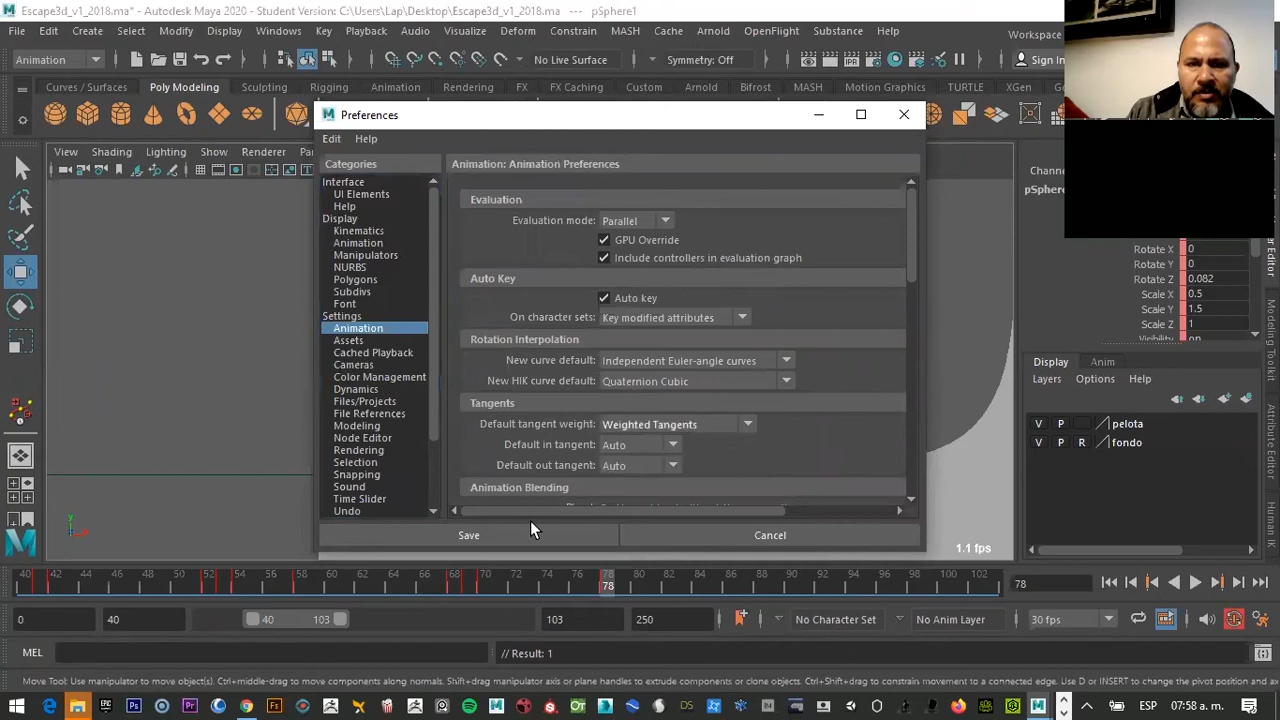 Escape3d_v1_2018.ma* - Autodesk Maya 2020 - Student Version: C:\Users\Lap\Desktop\Escape3d_v1_2018.ma --- pSphere1
File Edit Create Select Modify Display Windows Key Playback Audio Visualize Deform Constrain MASH Cache Arnold OpenFlight Substance Help
Workspace
Animation
No Live Surface
Symmetry: Off
Sign In
Curves / Surfaces Poly Modeling Sculpting Rigging Animation Rendering FX FX Caching Custom Arnold Bifrost MASH Motion Graphics TURTLE XGen
Preferences
Edit Help
View Shading Lighting Show Renderer
Categories
Interface
UI Elements
Help
Display
Kinematics
Animation
Manipulators
NURBS
Polygons
Subdivs
Font
Settings
Animation
Assets
Cached Playback
Cameras
Color Management
Dynamics
Files/Projects
File References
Modeling
Node Editor
Rendering
Selection
Snapping
Sound
Time Slider
Undo
Animation: Animation Preferences
Evaluation
Evaluation mode: Parallel
GPU Override
Include controllers in evaluation graph
Auto Key
Auto key
On character sets: Key modified attributes
Rotation Interpolation
New curve default: Independent Euler-angle curves
New HIK curve default: Quaternion Cubic
Tangents
Default tangent weight: Weighted Tangents
Default in tangent: Auto
Default out tangent: Auto
Animation Blending
Save Cancel
Rotate X 0
Rotate Y 0
Rotate Z 0.082
Scale X 0.5
Scale Y 1.5
Scale Z 1
Visibility on
Display Anim
Layers Options Help
V P pelota
V P R fondo
Attribute Editor
Human IK
y
1.1 fps
40 42 44 46 48 50 52 54 56 58 60 62 64 66 68 70 72 74 76 78 80 82 84 86 88 90 92 94 96 98 100 102
78
78
0 40 40 103 103 250 No Character Set No Anim Layer 30 fps
MEL // Result: 1
Move Tool: Use manipulator to move object(s). Ctrl+middle-drag to move components along normals. Shift+drag manipulator axis or plane handles to extrude components or clone objects. Ctrl+Shift+drag to constrain movement to a connected edge. Use D or INSERT to change the pivot position and
ESP 07:58 a. m.